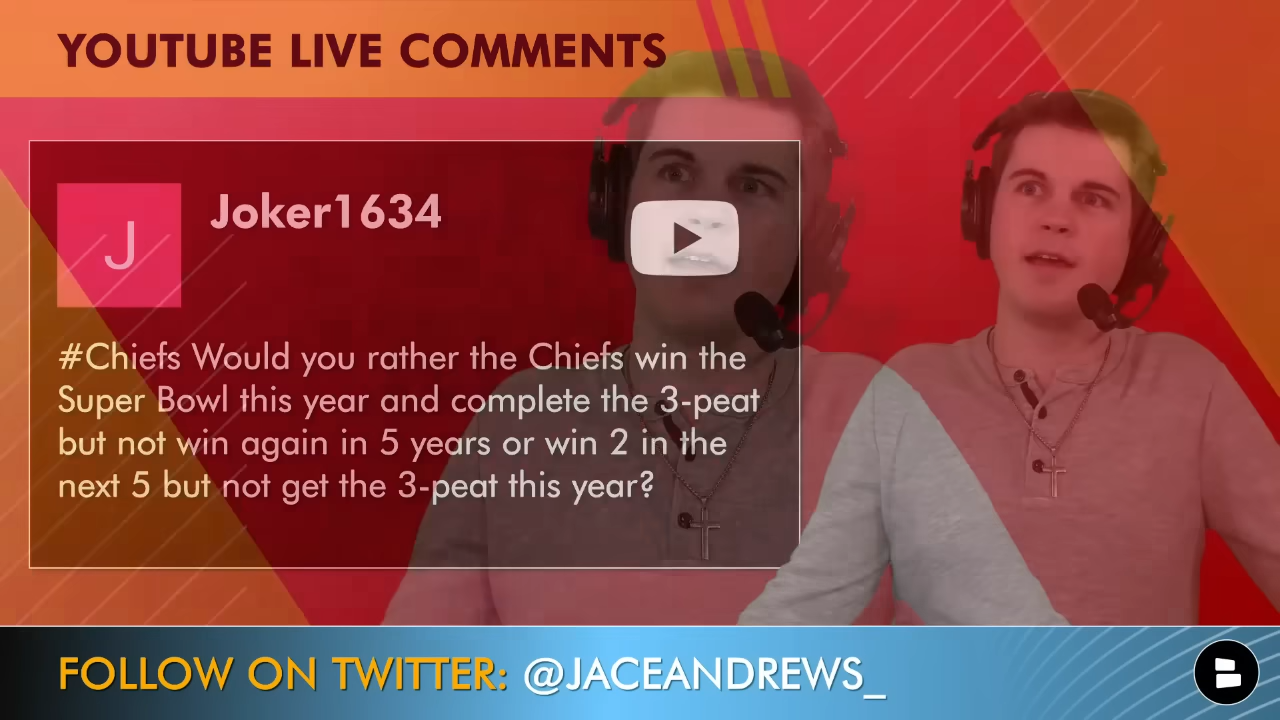 YOUTUBE LIVE COMMENTS
J
Joker1634
#Chiefs Would you rather the Chiefs win the
Super Bowl this year and complete the 3-peat
but not win again in 5 years or win 2 in the
next 5 but not get the 3-peat this year?
FOLLOW ON TWITTER: @JACEANDREWS_